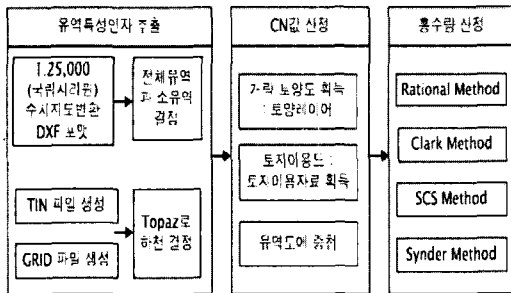 유역특성인자 추출
1:25,000
(국립지리원)
수치지도변환
DXF 포맷
전체유역
과 소유역
결정
TIN 파일 생성
GRID 파일 생성
Topaz로
하천 결정
CN값 산정
개략 토양도 획득
: 토양레이어
토지이용도 :
토지이용자료 획득
유역도에 중첩
홍수량 산정
Rational Method
Clark Method
SCS Method
Synder Method